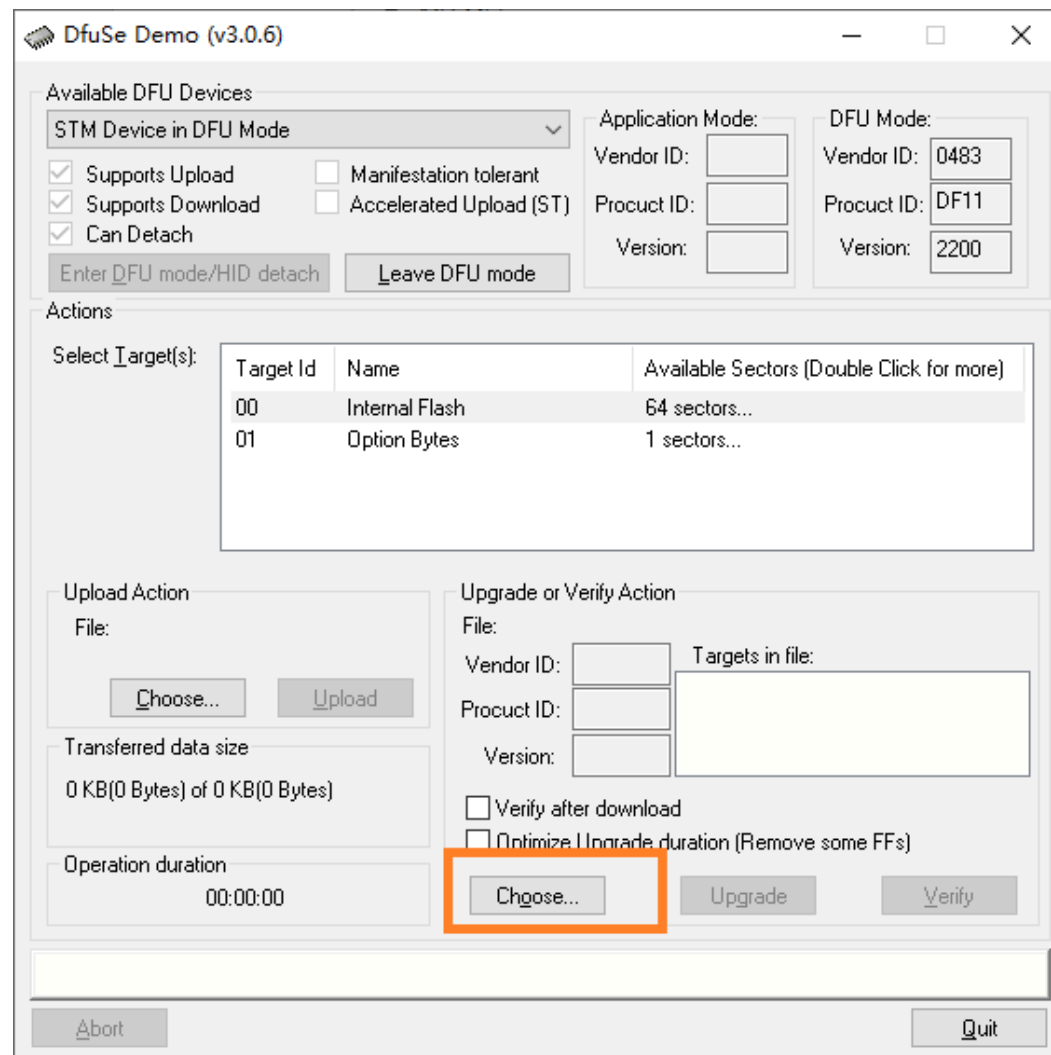 DfuSe Demo (v3.0.6)
Available DFU Devices
STM Device in DFU Mode
Supports Upload
Manifestation tolerant
Supports Download
Accelerated Upload (ST)
Can Detach
Enter DFU mode/HID detach
Leave DFU mode
Application Mode:
Vendor ID:
Procuct ID:
Version:
DFU Mode:
Vendor ID: 0483
Procuct ID: DF11
Version: 2200
Actions
Select Target(s):
Target Id Name Available Sectors (Double Click for more)
00 Internal Flash 64 sectors...
01 Option Bytes 1 sectors...
Upload Action
File:
Choose...
Upload
Transferred data size
0 KB(0 Bytes) of 0 KB(0 Bytes)
Operation duration
00:00:00
Upgrade or Verify Action
File:
Vendor ID:
Procuct ID:
Version:
Targets in file:
Verify after download
Optimize Upgrade duration (Remove some FFs)
Choose...
Upgrade
Verify
Abort
Quit